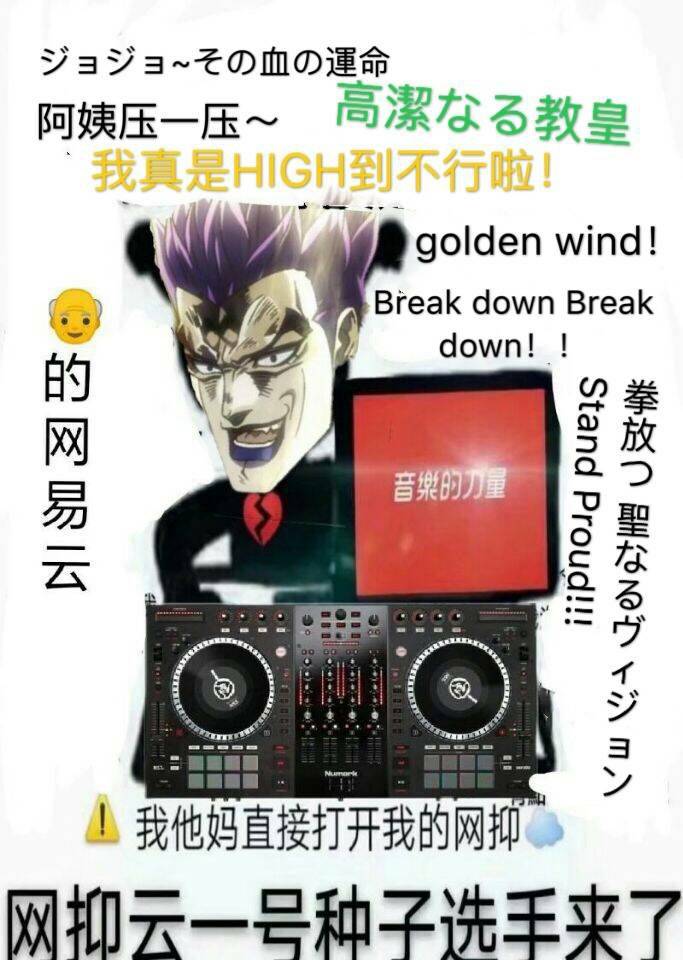 ジョジョ~その血の運命
阿姨压一压～
高潔なる教皇
我真是HIGH到不行啦！
golden wind！
Break down Break
down！！
👴
的网易云
音樂的力量
拳放つ 聖なるヴィジョン
Stand Proud!!!
Numark
⚠️我他妈直接打开我的网抑☁️
网抑云一号种子选手来了